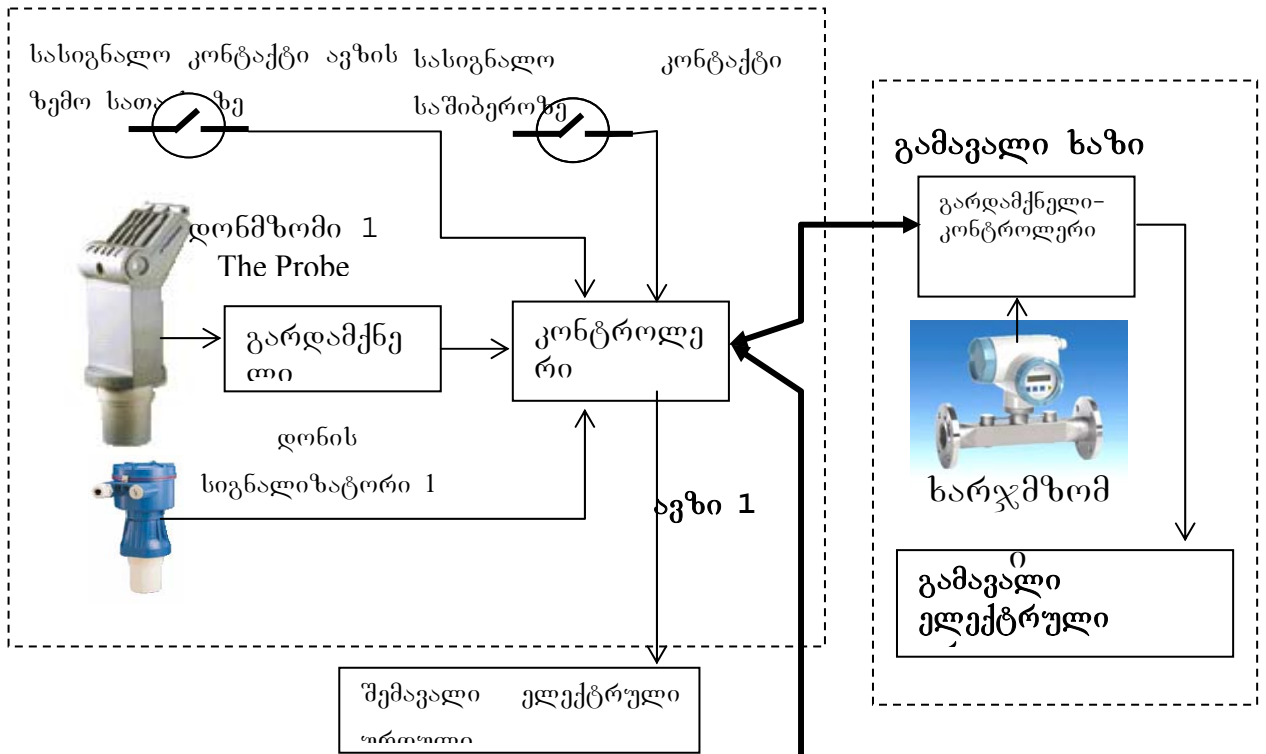 სასიგნალო კონტაქტი ავზის
ზემო
სასიგნალო კონტაქტი
საშიბეროზე
გამავალი ხაზი
გარდამქნელი-
კონტროლერი
დონმზომი 1
The Probe
გარდამქნე
ლი
კონტროლე
რი
დონის
სიგნალიზატორი 1
ავზი 1
ხარჯმზომ
ი
გამავალი
ელექტრული
შემავალი ელექტრული